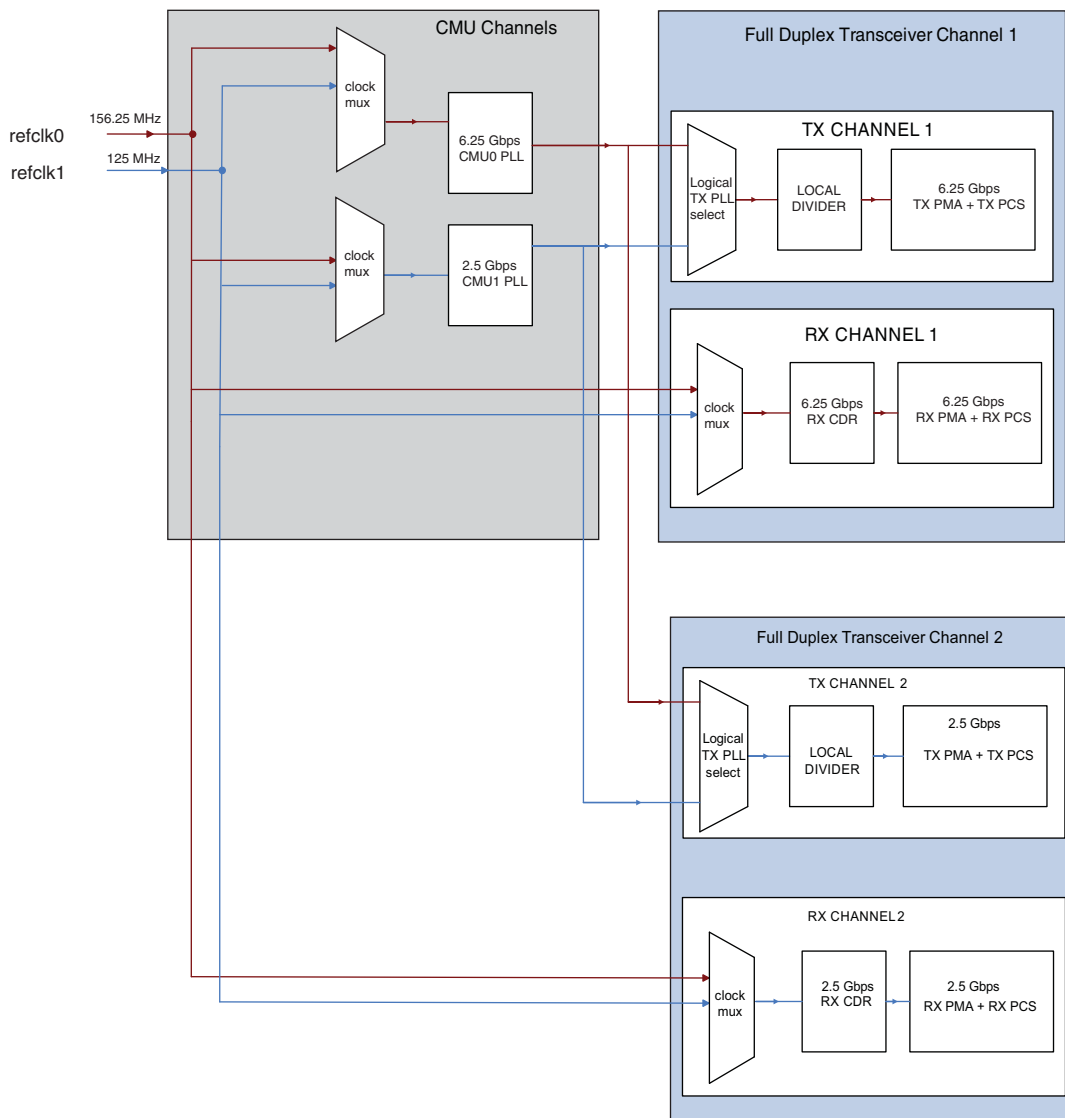 CMU Channels
Full Duplex Transceiver Channel 1
refclk0
156.25 MHz
refclk1
125 MHz
clock
mux
6.25 Gbps
CMU0 PLL
clock
mux
2.5 Gbps
CMU1 PLL
TX CHANNEL 1
Logical
TX PLL
select
LOCAL
DIVIDER
6.25 Gbps
TX PMA + TX PCS
RX CHANNEL 1
clock
mux
6.25 Gbps
RX CDR
6.25 Gbps
RX PMA + RX PCS
Full Duplex Transceiver Channel 2
TX CHANNEL 2
Logical
TX PLL
select
LOCAL
DIVIDER
2.5 Gbps
TX PMA + TX PCS
RX CHANNEL 2
clock
mux
2.5 Gbps
RX CDR
2.5 Gbps
RX PMA + RX PCS